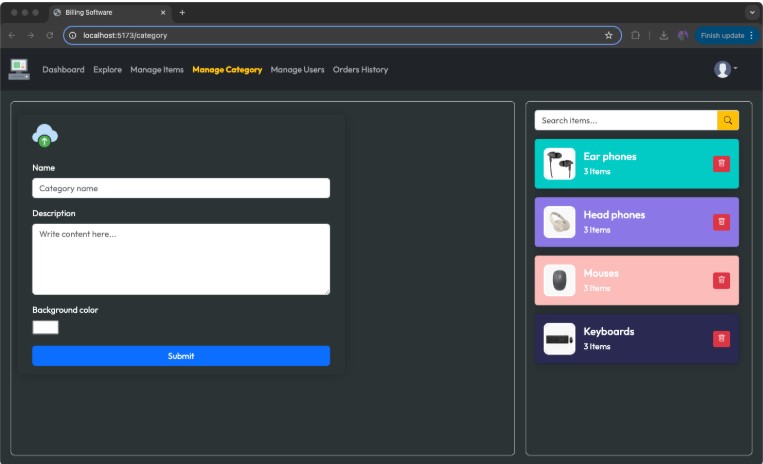 Billing Software
localhost:5173/category
Finish update
Dashboard Explore Manage Items Manage Category Manage Users Orders History
Name
Category name
Description
Write content here...
Background color
Submit
Search items...
Ear phones
3 Items
Head phones
3 Items
Mouses
3 Items
Keyboards
3 Items